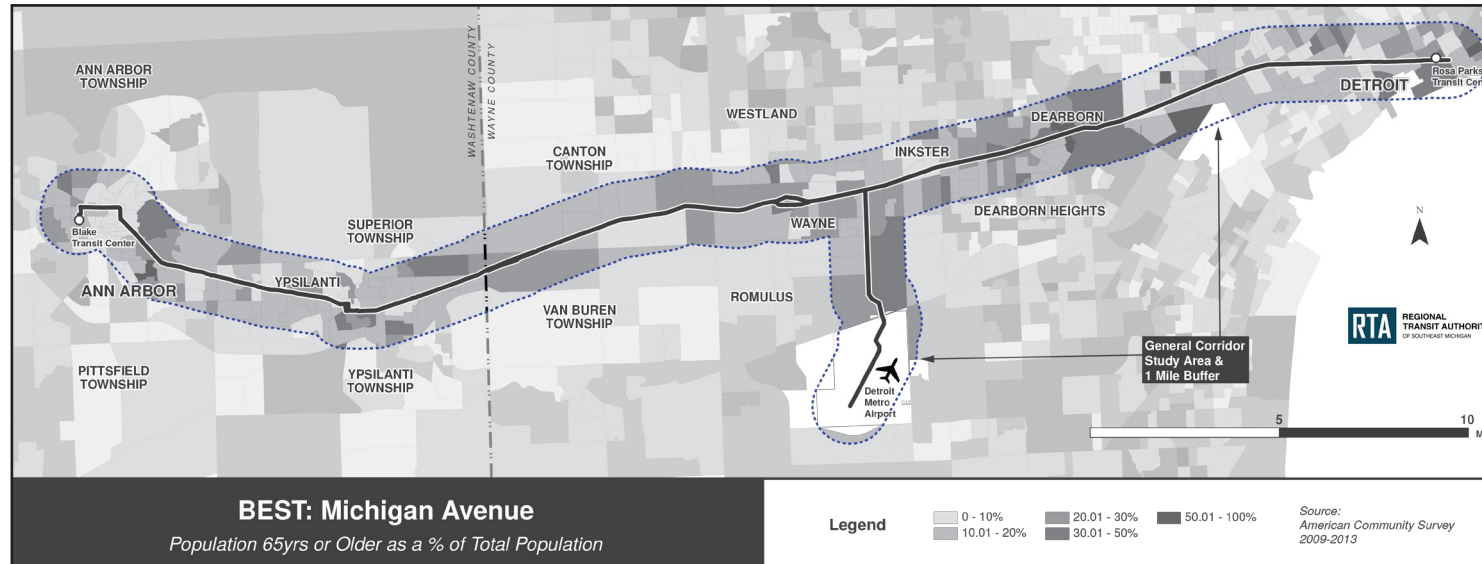 ANN ARBOR
TOWNSHIP
WASHTENAW COUNTY
WAYNE COUNTY
WESTLAND
CANTON
TOWNSHIP
INKSTER
DEARBORN
DETROIT
Rosa Parks
Transit Cen
DEARBORN HEIGHTS
WAYNE
Blake
Transit Center
ANN ARBOR
SUPERIOR
TOWNSHIP
YPSILANTI
VAN BUREN
TOWNSHIP
ROMULUS
PITTSFIELD
TOWNSHIP
YPSILANTI
TOWNSHIP
Detroit
Metro
Airport
General Corridor
Study Area &
1 Mile Buffer
N
RTA
REGIONAL
TRANSIT AUTHORIT
OF SOUTHEAST MICHIGAN
5
10
M
BEST: Michigan Avenue
Population 65yrs or Older as a % of Total Population
Legend
0 - 10%
10.01 - 20%
20.01 - 30%
30.01 - 50%
50.01 - 100%
Source:
American Community Survey
2009-2013